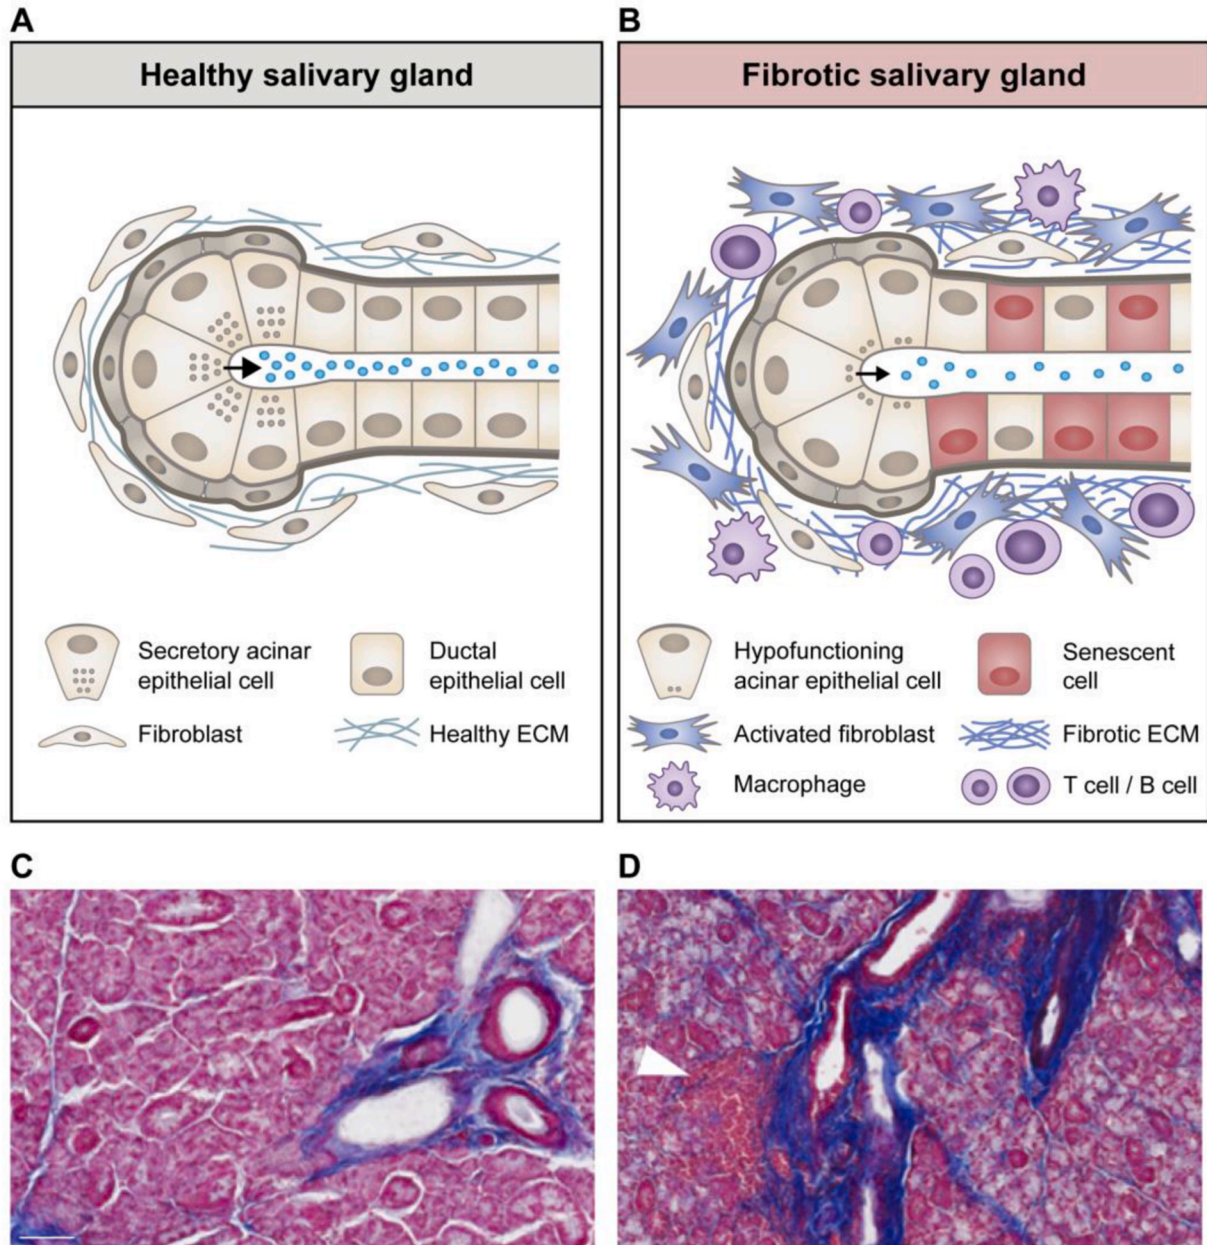 A
B
Healthy salivary gland
Fibrotic salivary gland
Secretory acinar
epithelial cell
Ductal
epithelial cell
Fibroblast
Healthy ECM
Hypofunctioning
acinar epithelial cell
Senescent
cell
Activated fibroblast
Fibrotic ECM
Macrophage
T cell / B cell
C
D